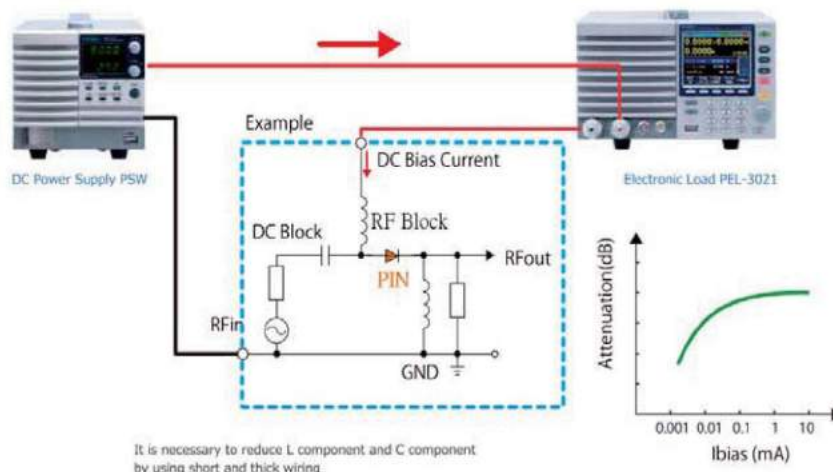 Example
DC Bias Current
DC Power Supply PSW
Electronic Load PEL-3021
RF Block
DC Block
PIN
RFout
RFin
GND
Attenuation(dB)
0.001 0.01 0.1 1 10
Ibias (mA)
It is necessary to reduce L component and C component
by using short and thick wiring